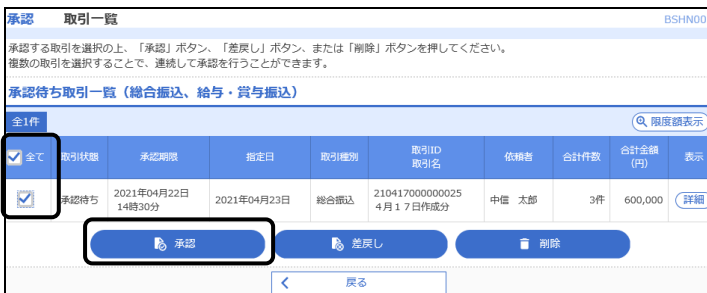 承認 取引一覧 BSHN00
承認する取引を選択の上、「承認」ボタン、「差戻し」ボタン、または「削除」ボタンを押してください。
複数の取引を選択することで、連続して承認を行うことができます。
承認待ち取引一覧（総合振込、給与・賞与振込）
全1件 限度額表示
全て 取引状態 承認期限 指定日 取引種別 取引ID 依頼者 合計件数 合計金額 表示
取引名 (円)
承認待ち 2021年04月22日 2021年04月23日 総合振込 210417000000025 中信 太郎 3件 600,000 詳細
14時30分 4月17日作成分
承認 差戻し 削除
戻る